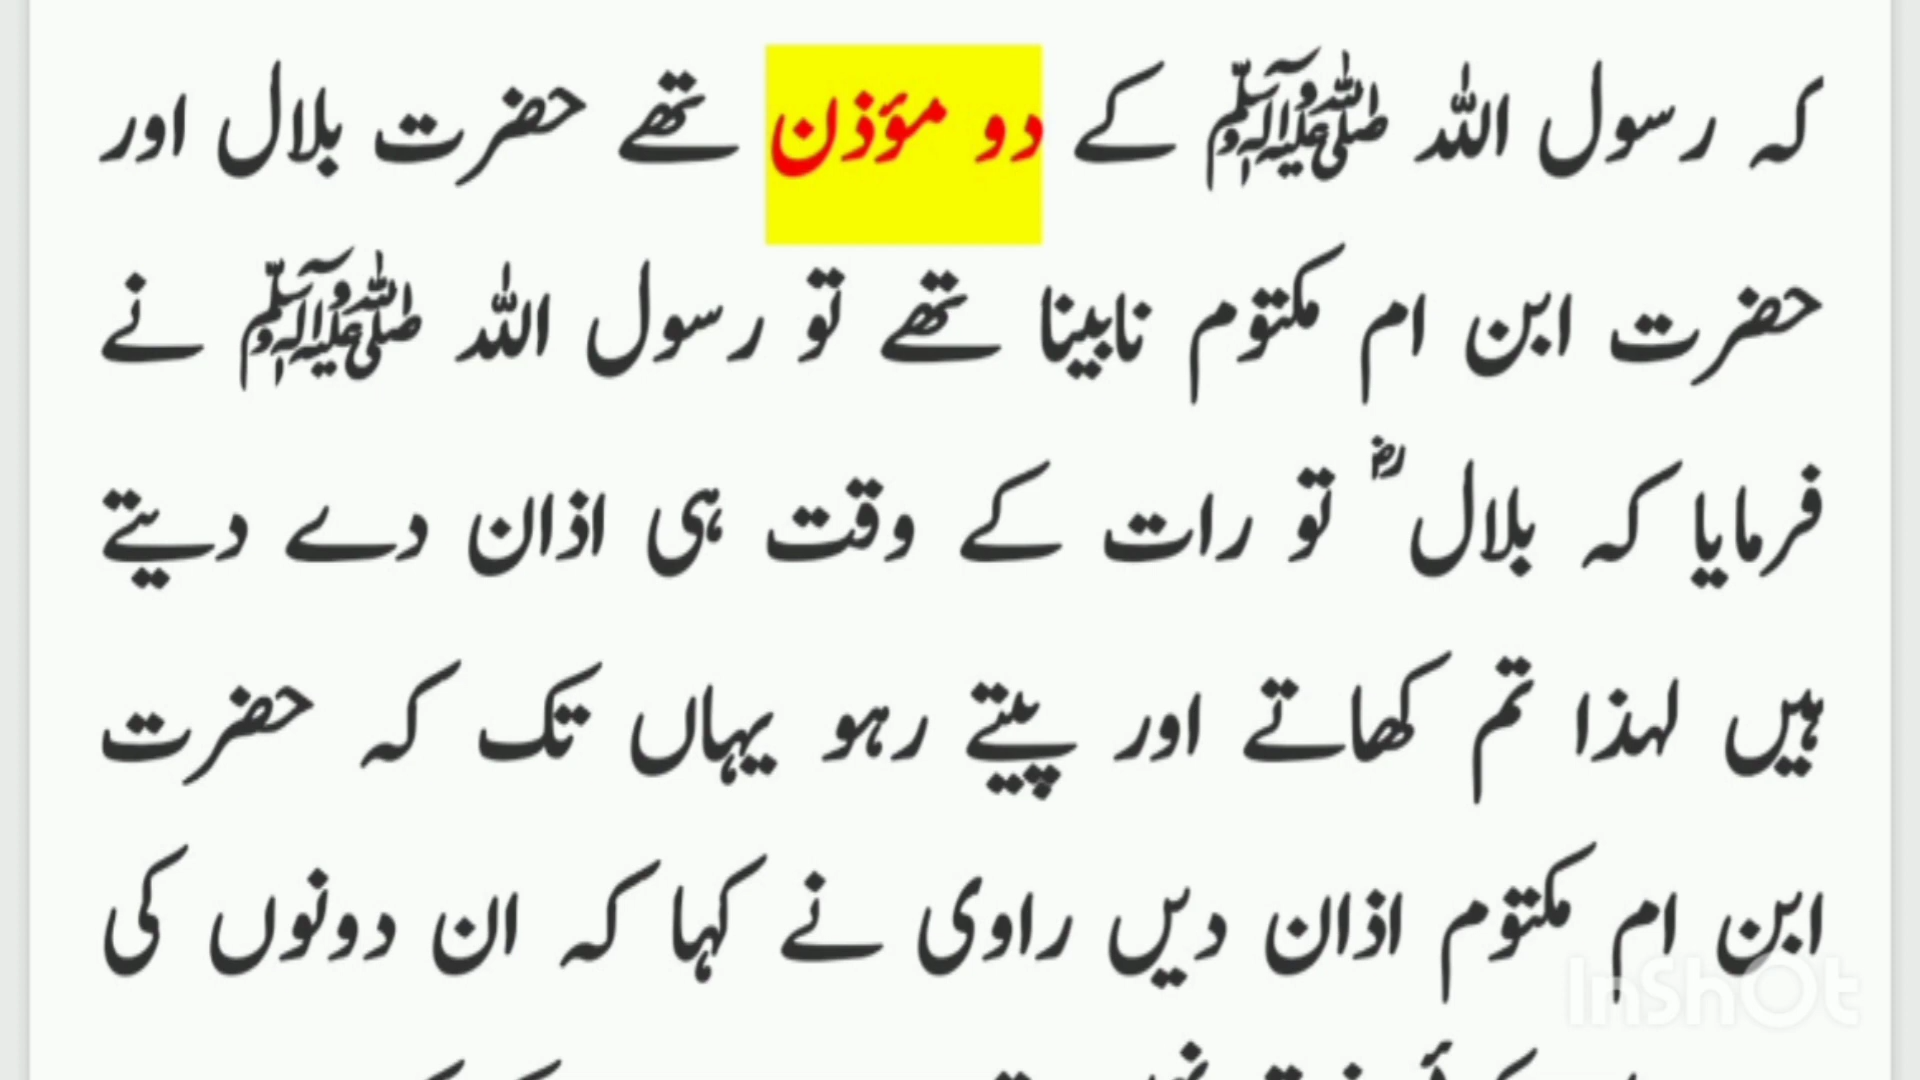 کہ رسول اللہ ﷺ کے دو مؤذن تھے حضرت بلال اور
حضرت ابن ام مکتوم نابینا تھے تو رسول اللہ ﷺ نے
فرمایا کہ بلالؓ تو رات کے وقت ہی اذان دے دیتے
ہیں لہذا تم کھاتے اور پیتے رہو یہاں تک کہ حضرت
ابن ام مکتوم اذان دیں راوی نے کہا کہ ان دونوں کی
InShOt